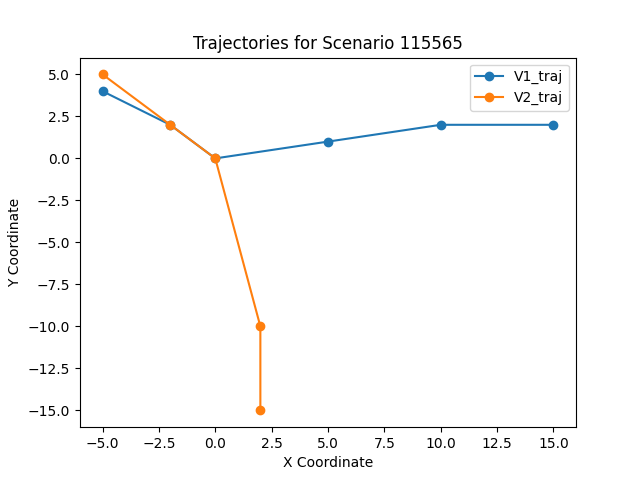 Trajectories for Scenario 115565
V1_traj
V2_traj
Y Coordinate
5.0
2.5
0.0
−2.5
−5.0
−7.5
−10.0
−12.5
−15.0
−5.0 −2.5 0.0 2.5 5.0 7.5 10.0 12.5 15.0
X Coordinate